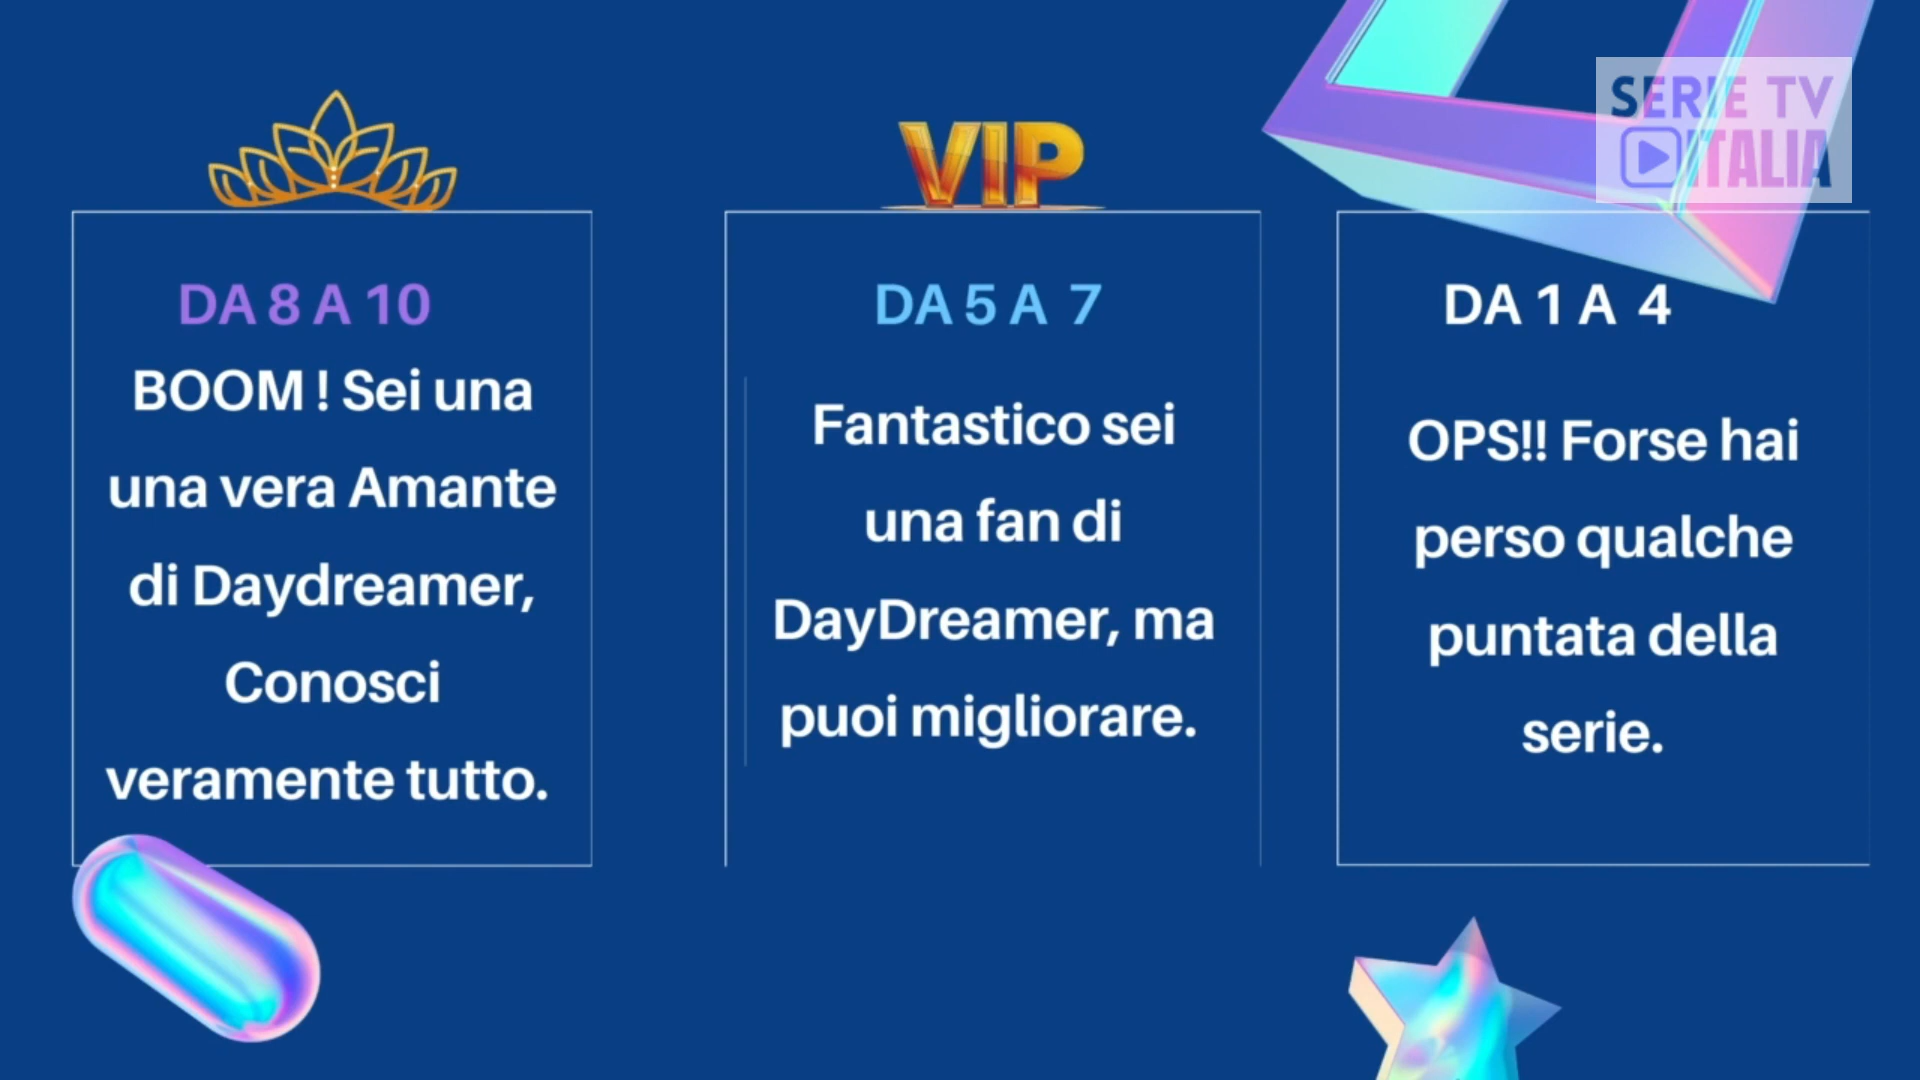 SERIE TV
ITALIA
VIP
DA 8 A 10
BOOM ! Sei una
una vera Amante
di Daydreamer,
Conosci
veramente tutto.
DA 5 A 7
Fantastico sei
una fan di
DayDreamer, ma
puoi migliorare.
DA 1 A 4
OPS!! Forse hai
perso qualche
puntata della
serie.